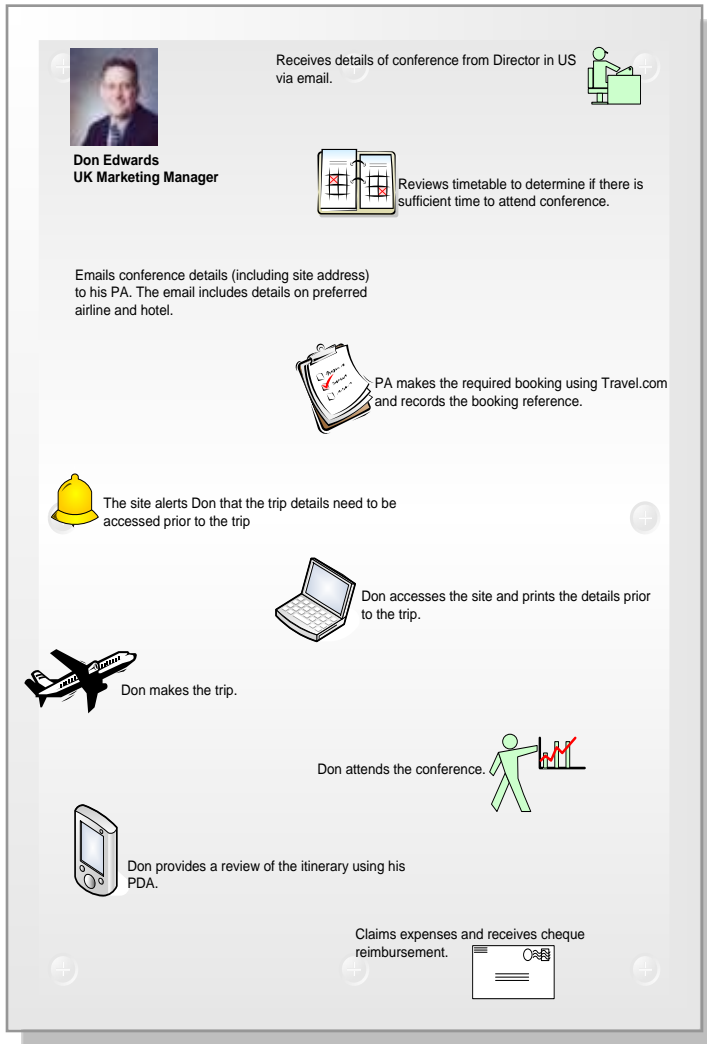 Receives details of conference from Director in US
via email.
Don Edwards
UK Marketing Manager
Reviews timetable to determine if there is
sufficient time to attend conference.
Emails conference details (including site address)
to his PA. The email includes details on preferred
airline and hotel.
PA makes the required booking using Travel.com
and records the booking reference.
The site alerts Don that the trip details need to be
accessed prior to the trip
Don accesses the site and prints the details prior
to the trip.
Don makes the trip.
Don attends the conference.
Don provides a review of the itinerary using his
PDA.
Claims expenses and receives cheque
reimbursement.